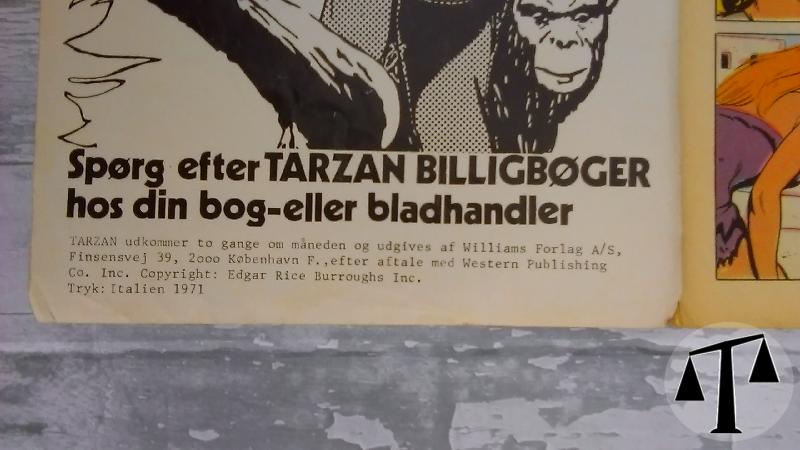 Spørg efter TARZAN BILLIGBØGER
hos din bog-eller bladhandler
TARZAN udkommer to gange om måneden og udgives af Williams Forlag A/S,
Finsensvej 39, 2ooo København F.,efter aftale med Western Publishing
Co. Inc. Copyright: Edgar Rice Burroughs Inc.
Tryk: Italien 1971